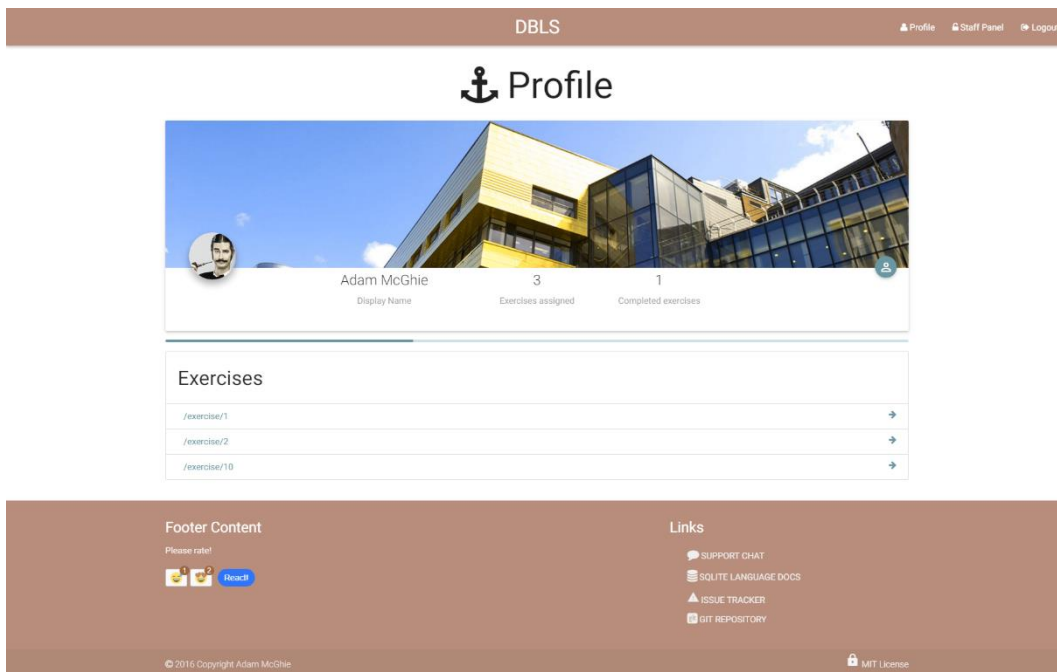 DBLS
Profile
Staff Panel
Logout
Profile
Adam McGhie
3
1
Display Name
Exercises assigned
Completed exercises
Exercises
/exercise/1
/exercise/2
/exercise/10
Footer Content
Please rate!
1
2
React!
Links
SUPPORT CHAT
SQLITE LANGUAGE DOCS
ISSUE TRACKER
GIT REPOSITORY
© 2016 Copyright Adam McGhie
MIT License